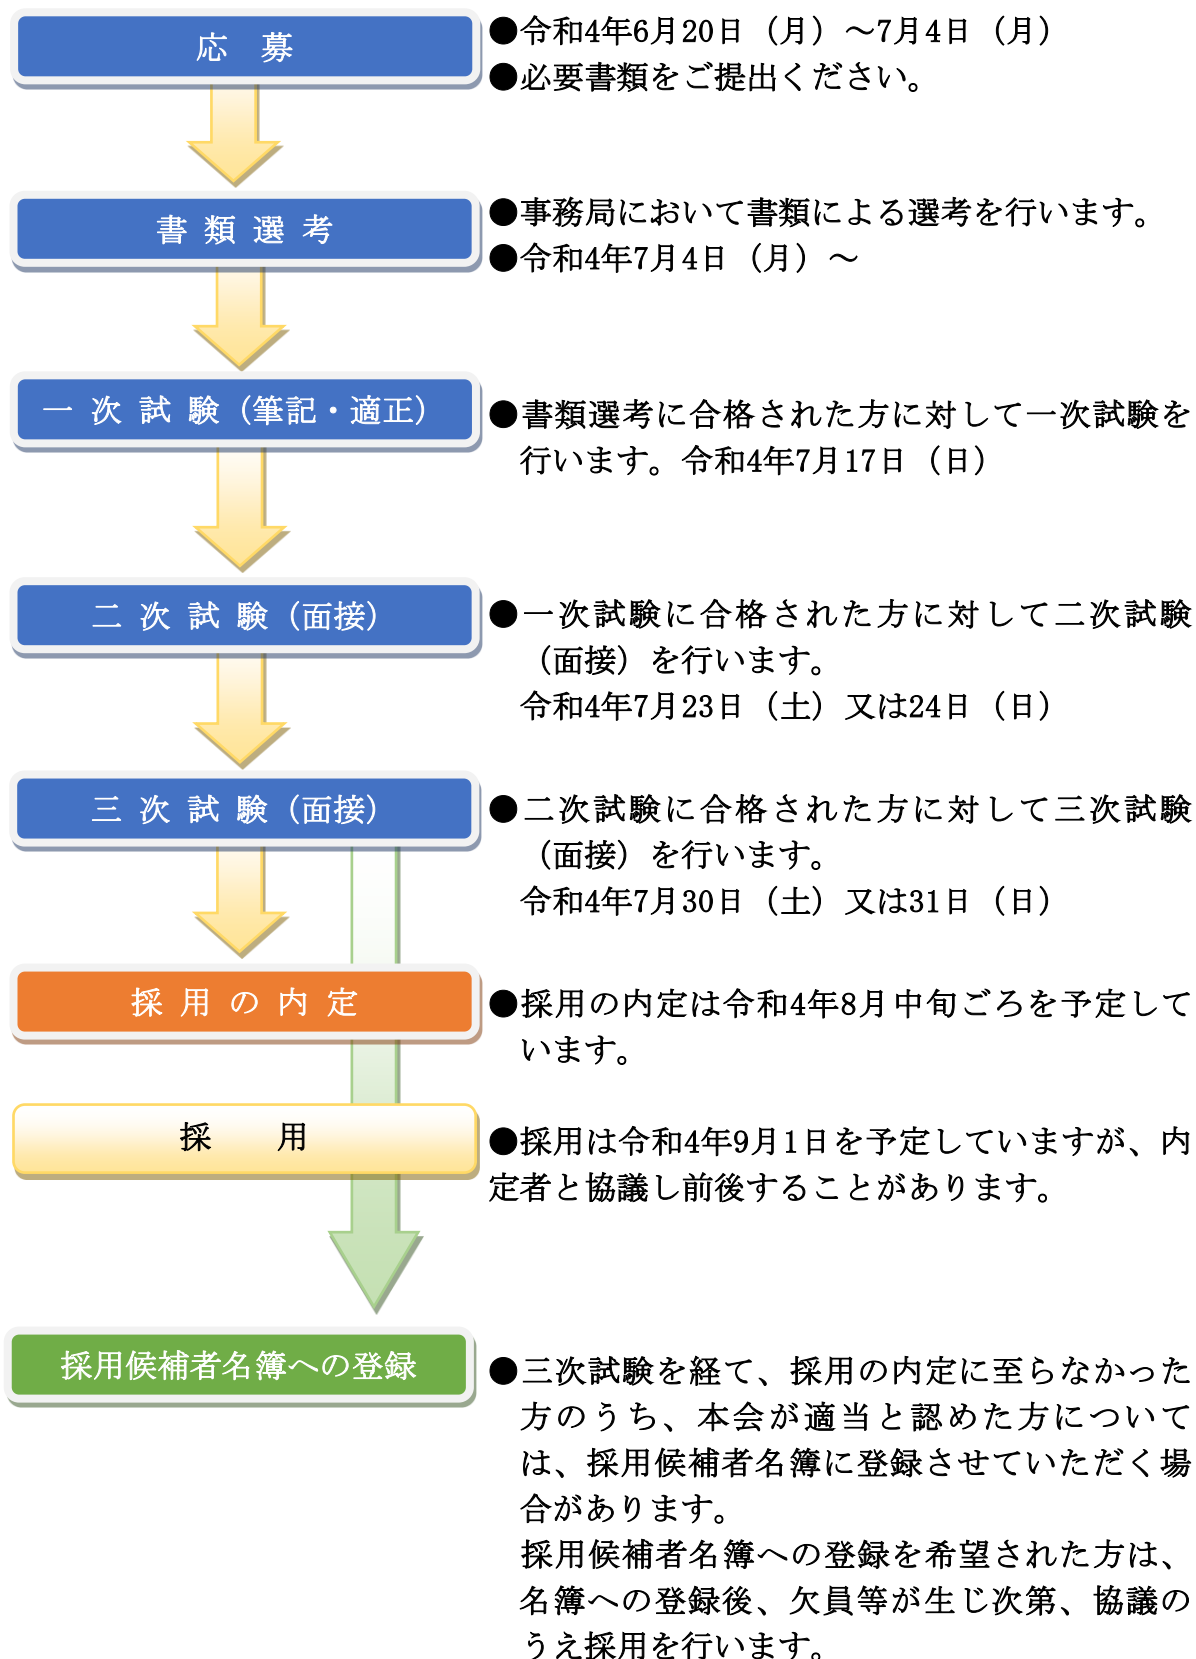 応　募
●令和4年6月20日（月）～7月4日（月）
●必要書類をご提出ください。
書 類 選 考
●事務局において書類による選考を行います。
●令和4年7月4日（月）～
一 次 試 験（筆記・適正）
●書類選考に合格された方に対して一次試験を
行います。令和4年7月17日（日）
二 次 試 験（面接）
●一次試験に合格された方に対して二次試験
（面接）を行います。
令和4年7月23日（土）又は24日（日）
三 次 試 験（面接）
●二次試験に合格された方に対して三次試験
（面接）を行います。
令和4年7月30日（土）又は31日（日）
採 用 の 内 定
●採用の内定は令和4年8月中旬ごろを予定して
います。
採　　用
●採用は令和4年9月1日を予定していますが、内
定者と協議し前後することがあります。
採用候補者名簿への登録
●三次試験を経て、採用の内定に至らなかった
方のうち、本会が適当と認めた方について
は、採用候補者名簿に登録させていただく場
合があります。
採用候補者名簿への登録を希望された方は、
名簿への登録後、欠員等が生じ次第、協議の
うえ採用を行います。